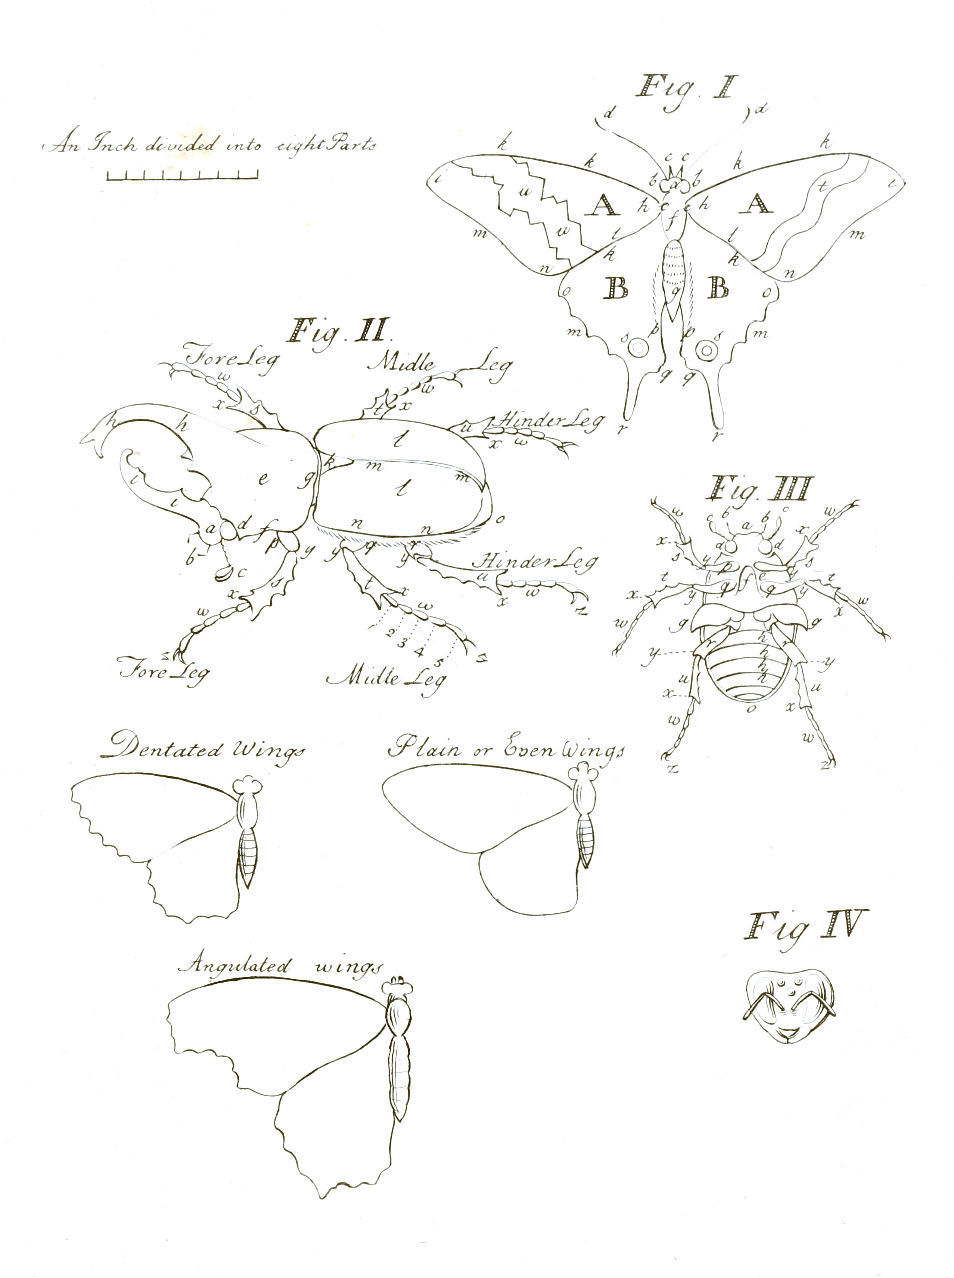 Fig. I
An Inch divided into eight Parts
d d
c c
k k k k
b a b
i u A h e e h A t i
f
m u l l m
n k k n
o B g B o
m s p p s m
q q
r r
Fig. II.
Fore Leg Midle Leg
w w
x s t x
h h l u Hinder Leg
x w
e g k m m
i i l
a d f n n o
b p y y q r y
c s t Hinder Leg
x x u x w z
w w
1 2 3 4 5
z z
Fore Leg Midle Leg
Fig. III
w c b a b c w
x d d x
s y p e y s
t x y q f q y t x
w g g w
y r h y
u h u
x h x
w h w
o
z z
Dentated Wings
Plain or Even Wings
Fig IV
Angulated wings